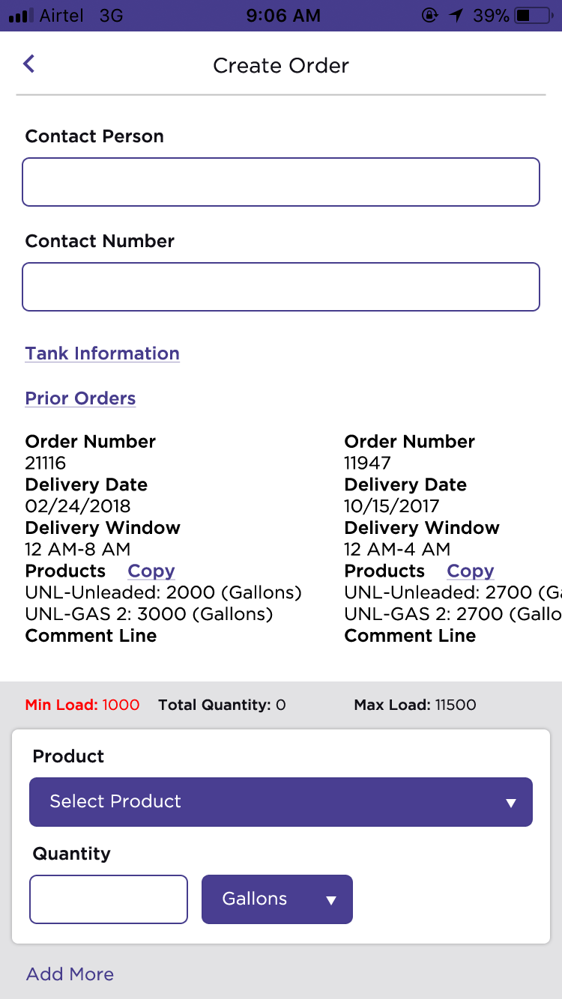 Airtel 3G 9:06 AM 39%
Create Order
Contact Person
Contact Number
Tank Information
Prior Orders
Order Number
21116
Delivery Date
02/24/2018
Delivery Window
12 AM-8 AM
Products Copy
UNL-Unleaded: 2000 (Gallons)
UNL-GAS 2: 3000 (Gallons)
Comment Line
Order Number
11947
Delivery Date
10/15/2017
Delivery Window
12 AM-4 AM
Products Copy
UNL-Unleaded: 2700 (Ga
UNL-GAS 2: 2700 (Gallo
Comment Line
Min Load: 1000 Total Quantity: 0 Max Load: 11500
Product
Select Product
Quantity
Gallons
Add More